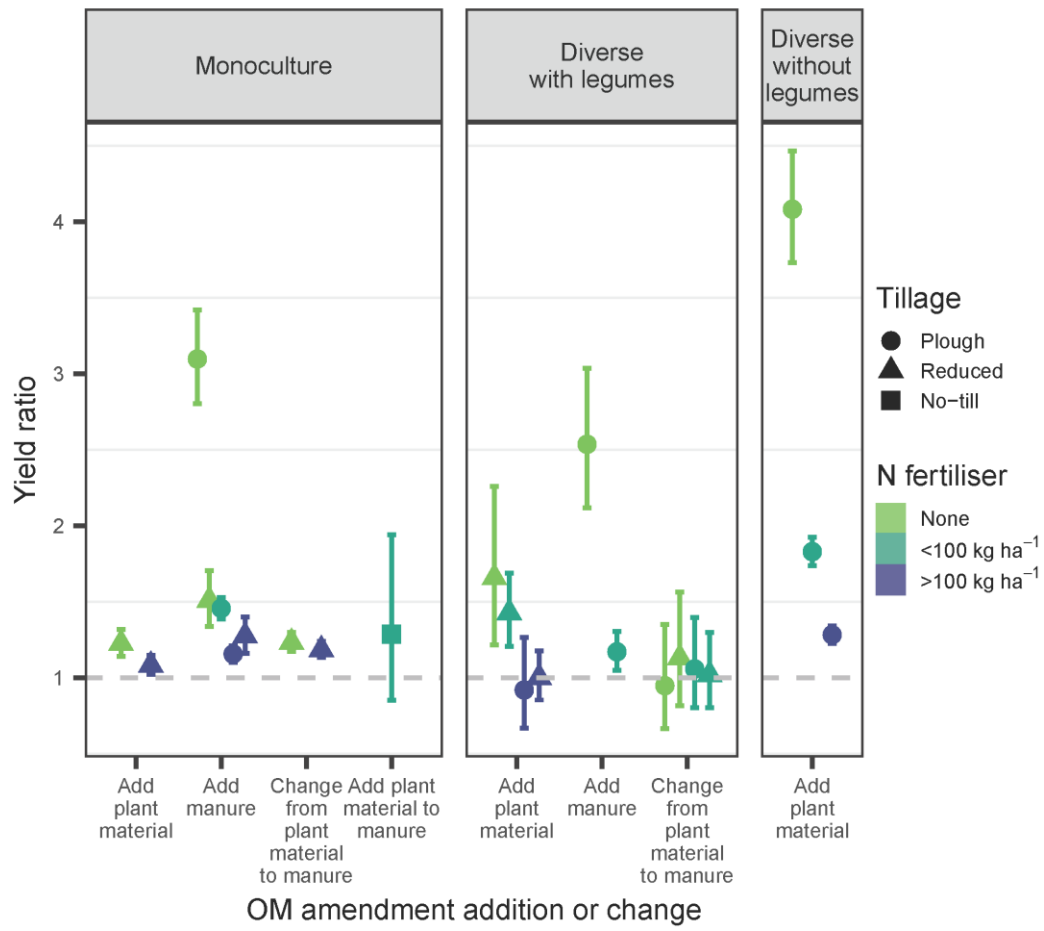 Monoculture
Diverse
with legumes
Diverse
without
legumes
Yield ratio
4
3
2
1
Add
plant
material
Add
manure
Change
from
plant
material
to manure
Add plant
material to
manure
Add
plant
material
Add
manure
Change
from
plant
material
to manure
Add
plant
material
OM amendment addition or change
Tillage
Plough
Reduced
No−till
N fertiliser
None
<100 kg ha⁻¹
>100 kg ha⁻¹